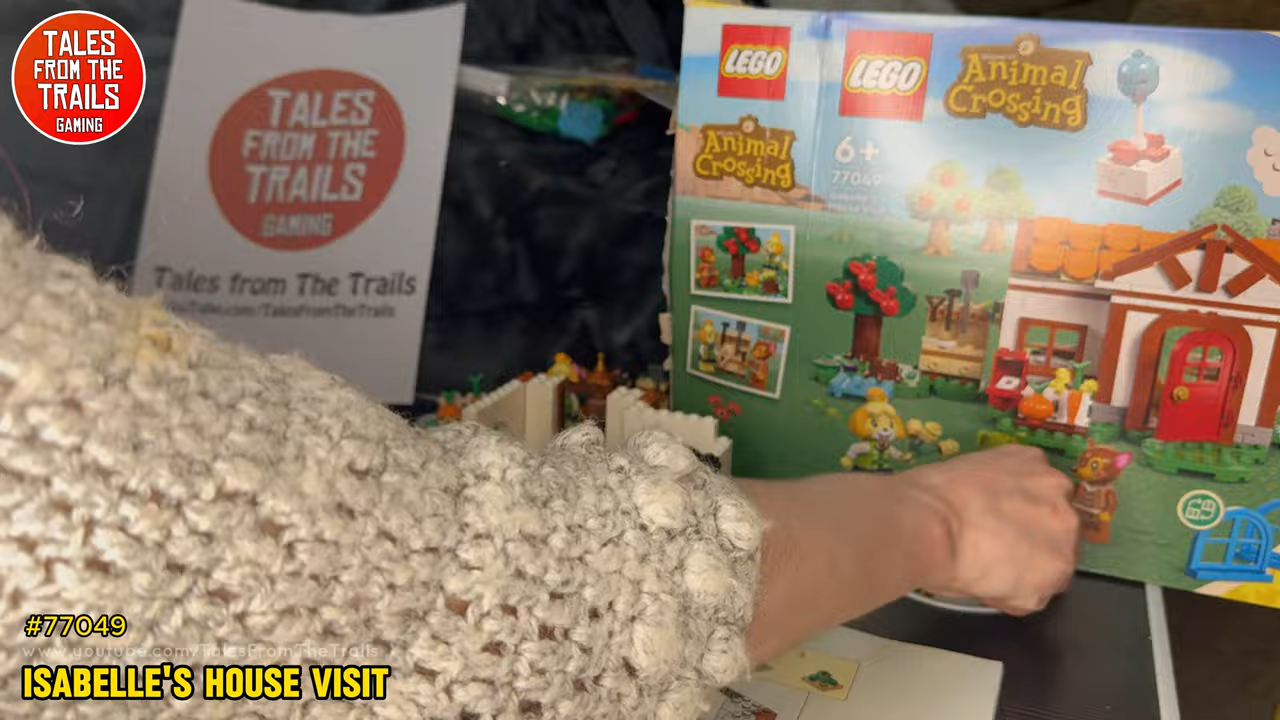 TALES
FROM THE
TRAILS
GAMING
TALES
FROM THE
TRAILS
GAMING
Tales from The Trails
LEGO
Animal
Crossing
LEGO
Animal
Crossing
6+
77049
#77049
www.youtube.com/TalesFromTheTrails
ISABELLE'S HOUSE VISIT